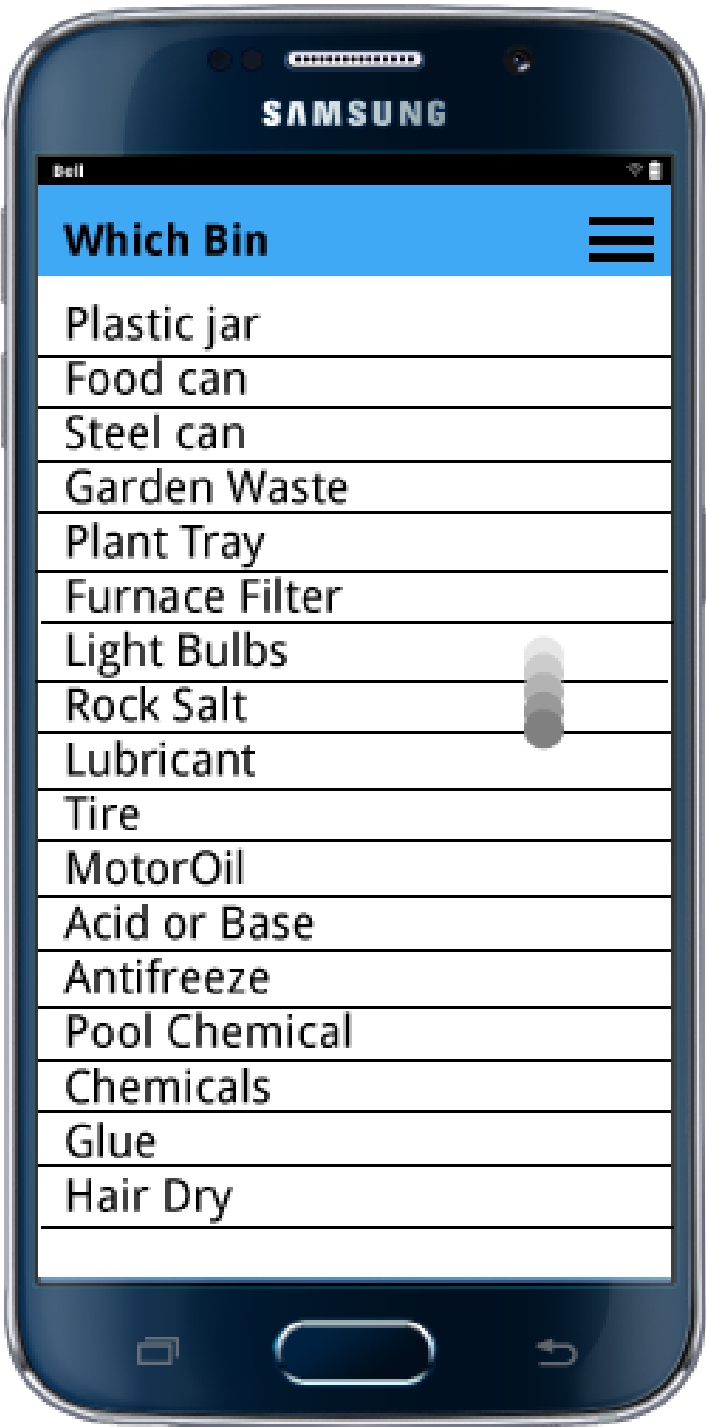 SAMSUNG
Bell
Which Bin
Plastic jar
Food can
Steel can
Garden Waste
Plant Tray
Furnace Filter
Light Bulbs
Rock Salt
Lubricant
Tire
MotorOil
Acid or Base
Antifreeze
Pool Chemical
Chemicals
Glue
Hair Dry